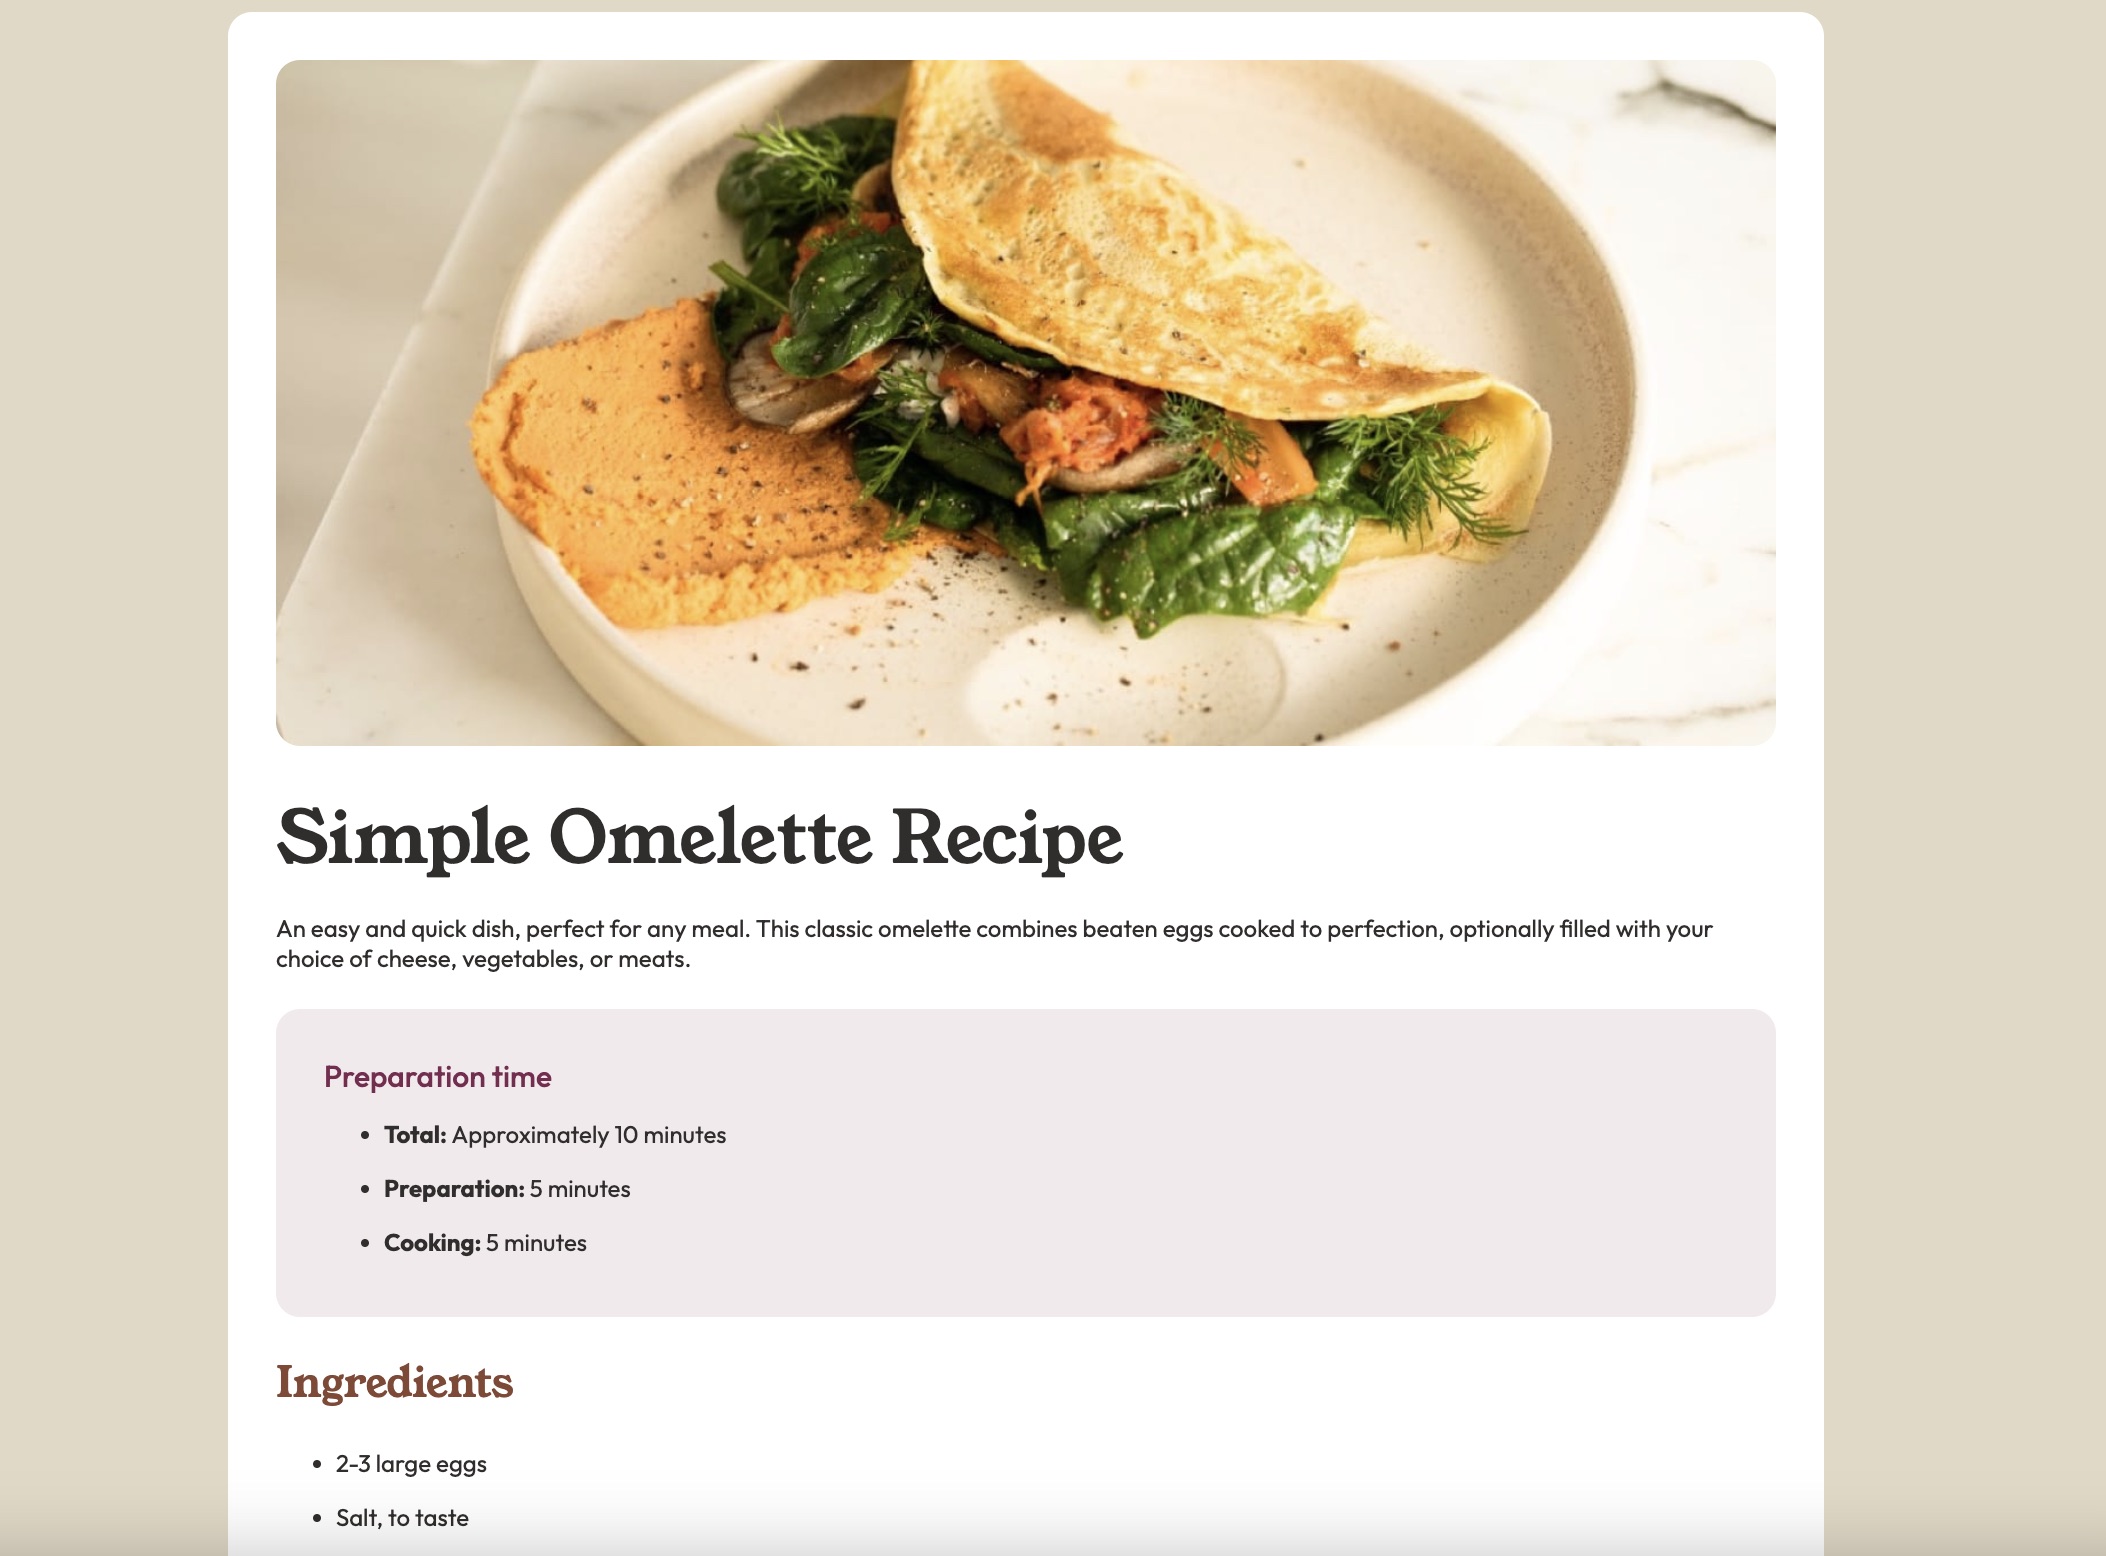 Simple Omelette Recipe
An easy and quick dish, perfect for any meal. This classic omelette combines beaten eggs cooked to perfection, optionally filled with your
choice of cheese, vegetables, or meats.
Preparation time
• Total: Approximately 10 minutes
• Preparation: 5 minutes
• Cooking: 5 minutes
Ingredients
• 2-3 large eggs
• Salt, to taste